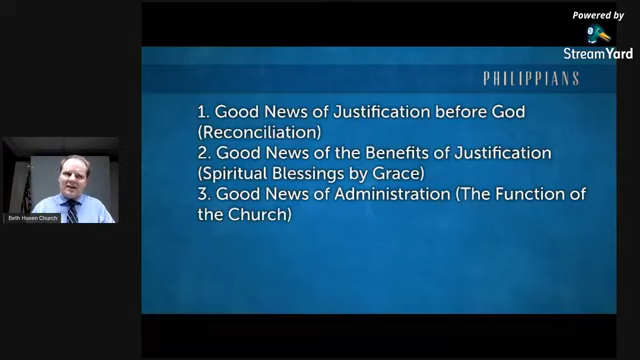 Powered by
StreamYard
PHILIPPIANS
1. Good News of Justification before God
(Reconciliation)
2. Good News of the Benefits of Justification
(Spiritual Blessings by Grace)
3. Good News of Administration (The Function of
the Church)
Beth Haven Church